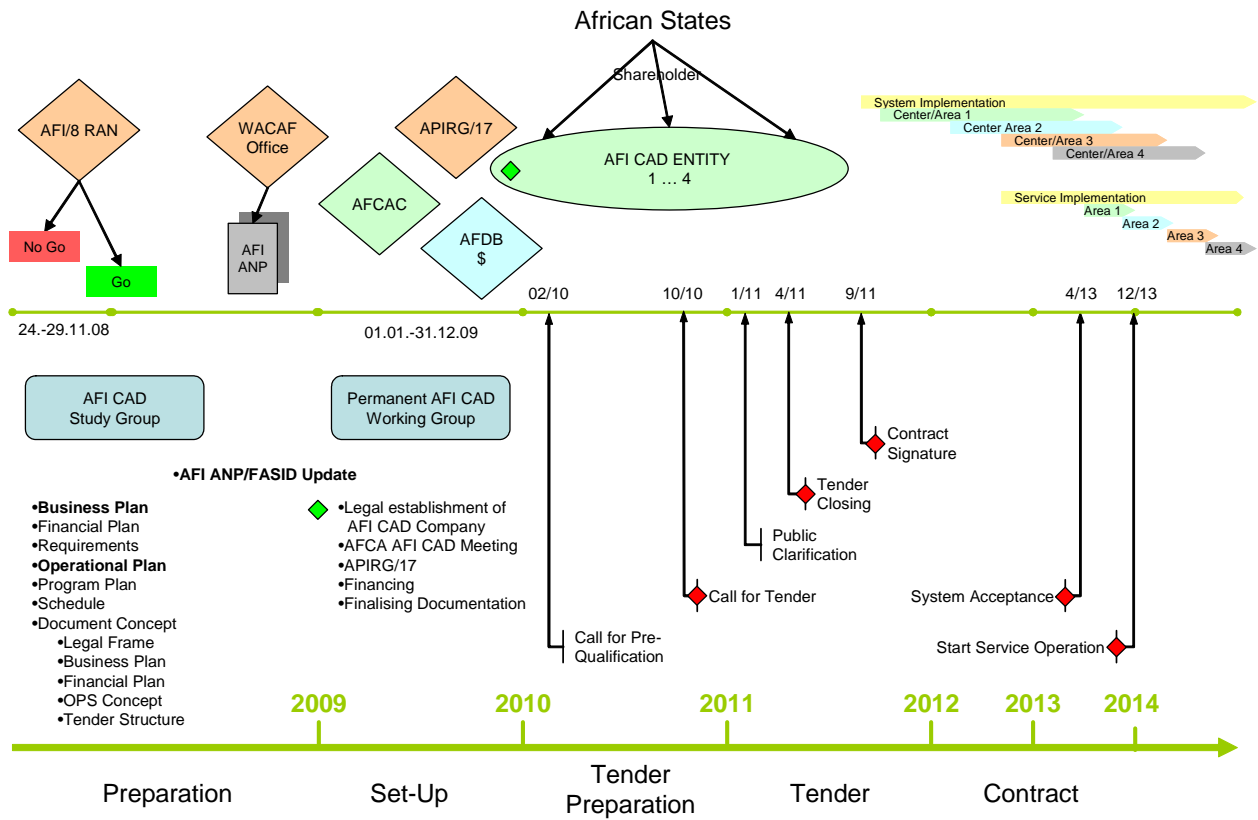 African States
Shareholder
AFI/8 RAN
WACAF
Office
APIRG/17
AFCAC
AFDB
$
AFI CAD ENTITY
1 … 4
No Go
Go
AFI
ANP
System Implementation
Center/Area 1
Center Area 2
Center/Area 3
Center/Area 4
Service Implementation
Area 1
Area 2
Area 3
Area 4
02/10
10/10
1/11
4/11
9/11
4/13
12/13
24.-29.11.08
01.01.-31.12.09
AFI CAD
Study Group
Permanent AFI CAD
Working Group
•AFI ANP/FASID Update
•Business Plan
•Financial Plan
•Requirements
•Operational Plan
•Program Plan
•Schedule
•Document Concept
•Legal Frame
•Business Plan
•Financial Plan
•OPS Concept
•Tender Structure
•Legal establishment of
AFI CAD Company
•AFCA AFI CAD Meeting
•APIRG/17
•Financing
•Finalising Documentation
Contract
Signature
Tender
Closing
Public
Clarification
Call for Tender
Call for Pre-
Qualification
System Acceptance
Start Service Operation
2009
2010
2011
2012
2013
2014
Preparation
Set-Up
Tender
Preparation
Tender
Contract